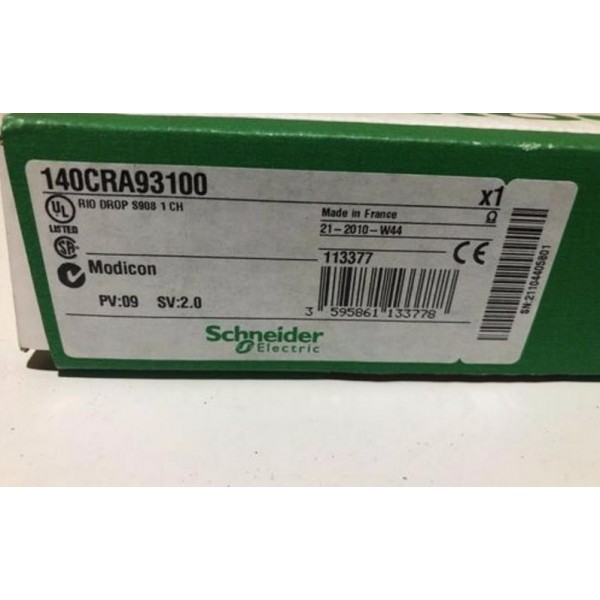 140CRA93100
X1
RIO DROP S908 1 CH
UL
LISTED
Made in France
Ω
21-2010-W44
113377
CE
Modicon
PV:09 SV:2.0
3 595861 133778
Schneider
Electric
SN:21104405801